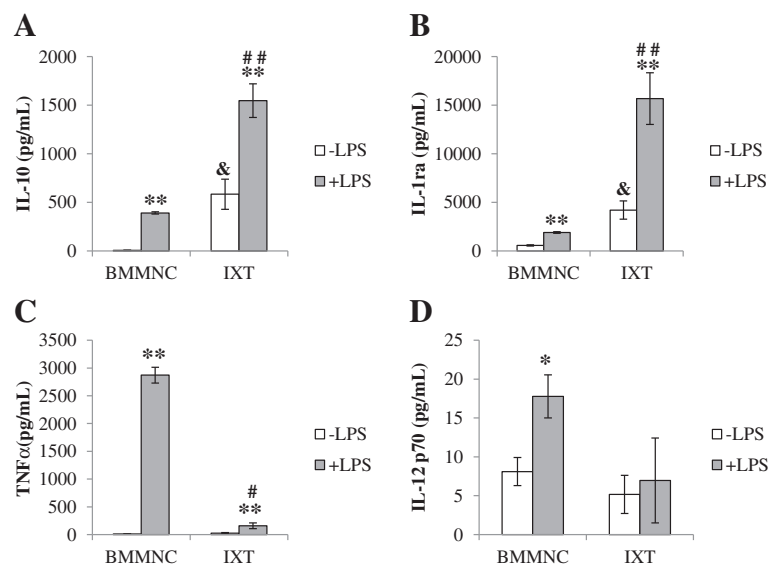 A
IL-10 (pg/mL)
2000
1500
1000
500
0
**
&
##
**
BMMNC IXT
-LPS
+LPS
B
IL-1ra (pg/mL)
20000
15000
10000
5000
0
**
&
##
**
BMMNC IXT
-LPS
+LPS
C
TNFα(pg/mL)
3500
3000
2500
2000
1500
1000
500
0
**
#
**
BMMNC IXT
-LPS
+LPS
D
IL-12 p70 (pg/mL)
25
20
15
10
5
0
*
BMMNC IXT
-LPS
+LPS